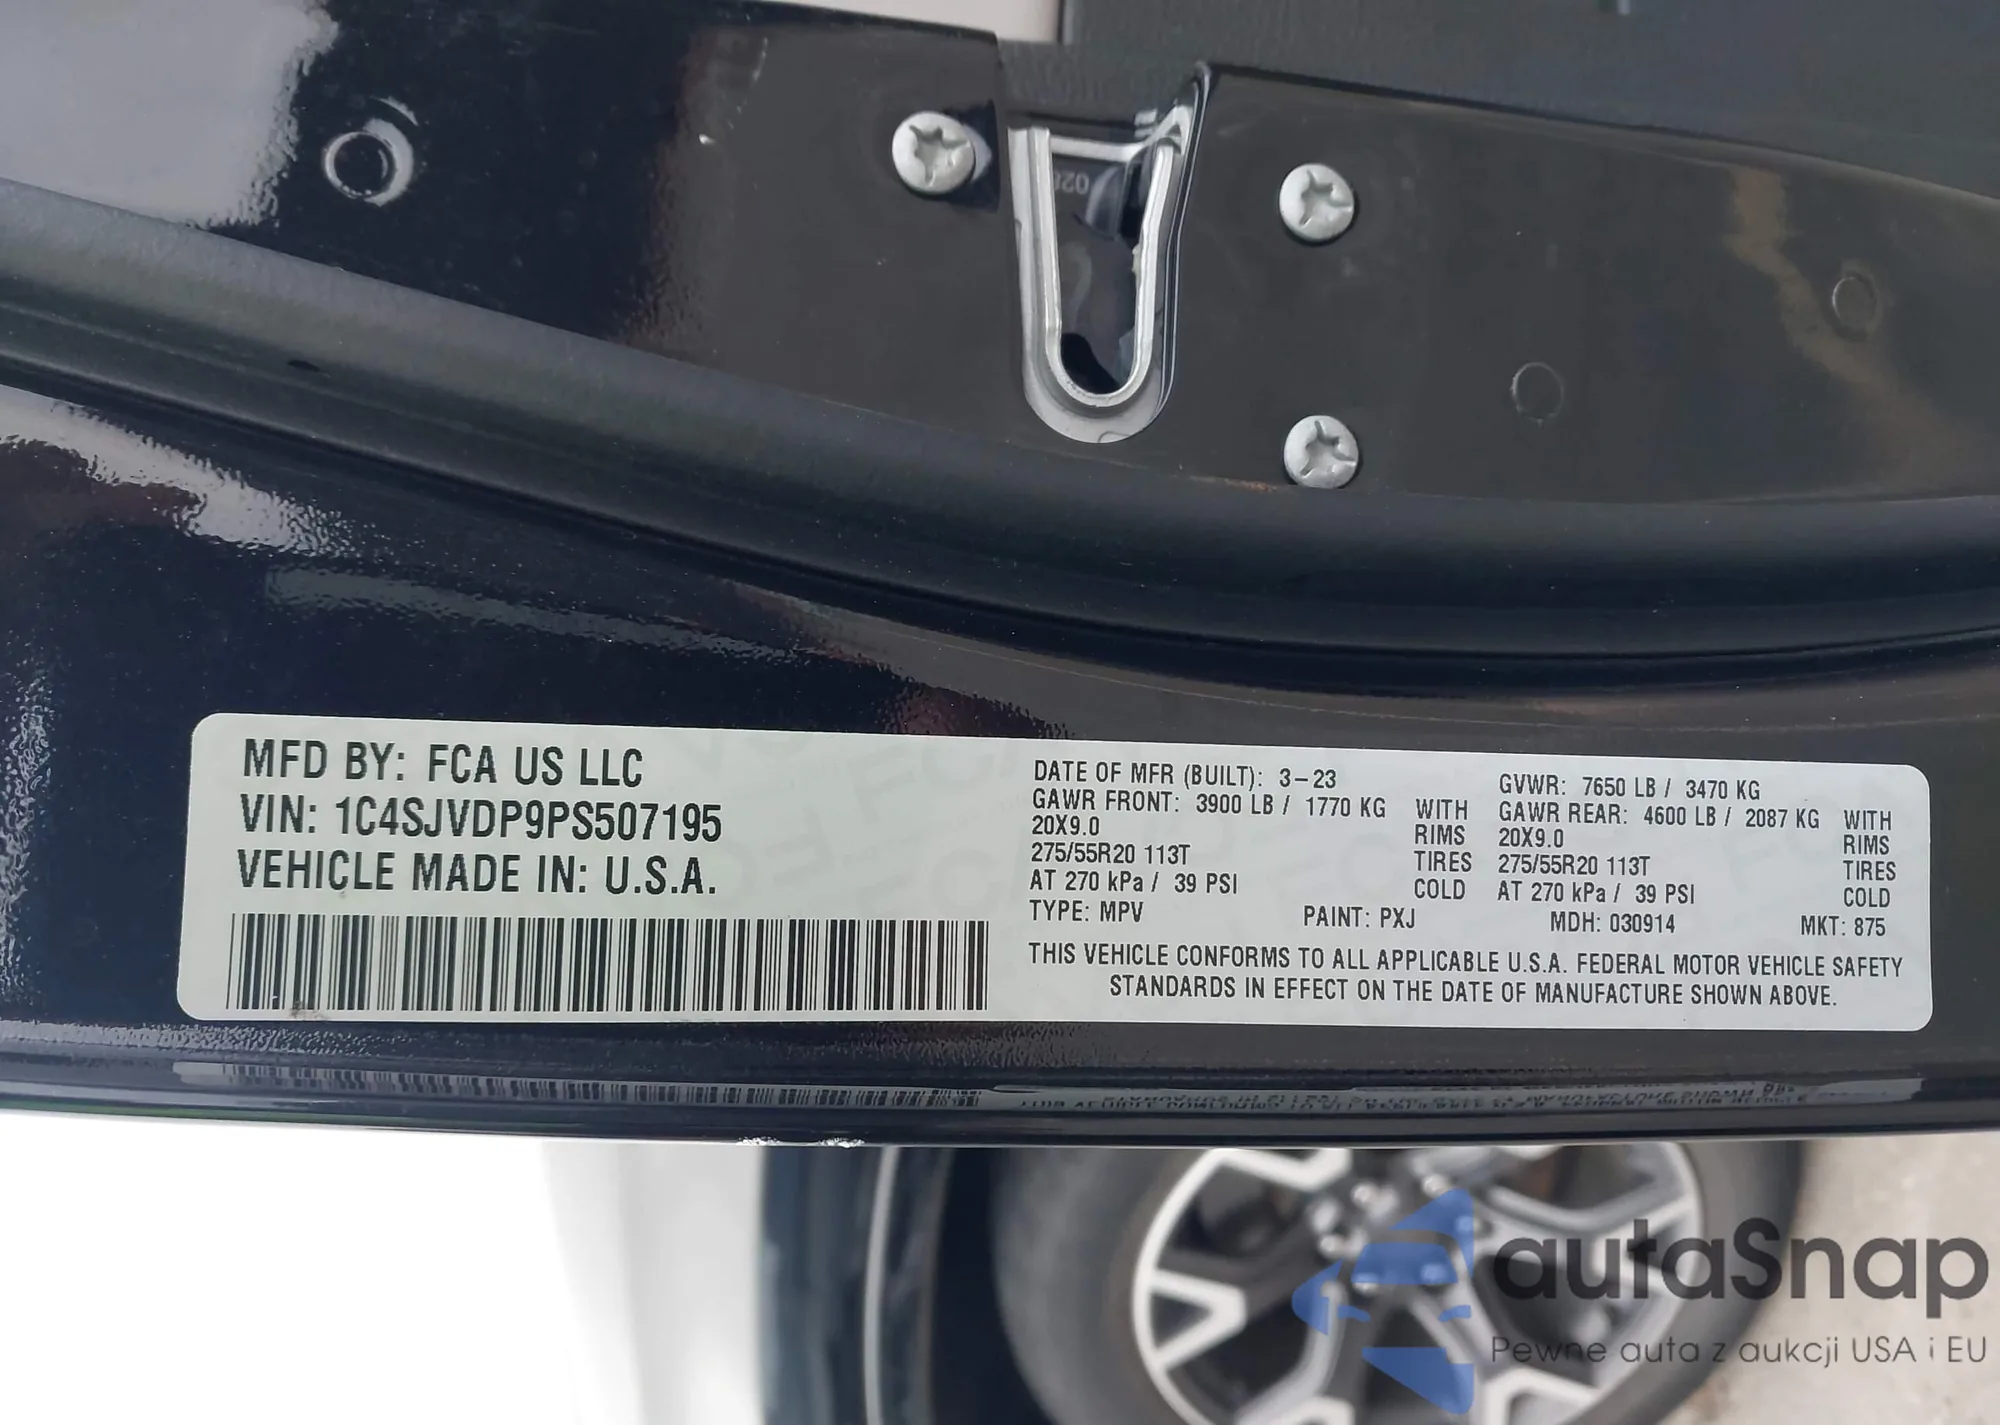 MFD BY: FCA US LLC
VIN: 1C4SJVDP9PS507195
VEHICLE MADE IN: U.S.A.
DATE OF MFR (BUILT): 3-23
GVWR: 7650 LB / 3470 KG
GAWR FRONT: 3900 LB / 1770 KG WITH
20X9.0 RIMS
275/55R20 113T TIRES
AT 270 kPa / 39 PSI COLD
GAWR REAR: 4600 LB / 2087 KG WITH
20X9.0 RIMS
275/55R20 113T TIRES
AT 270 kPa / 39 PSI COLD
TYPE: MPV PAINT: PXJ MDH: 030914 MKT: 875
THIS VEHICLE CONFORMS TO ALL APPLICABLE U.S.A. FEDERAL MOTOR VEHICLE SAFETY
STANDARDS IN EFFECT ON THE DATE OF MANUFACTURE SHOWN ABOVE.
autaSnap
Pewne auta z aukcji USA i EU